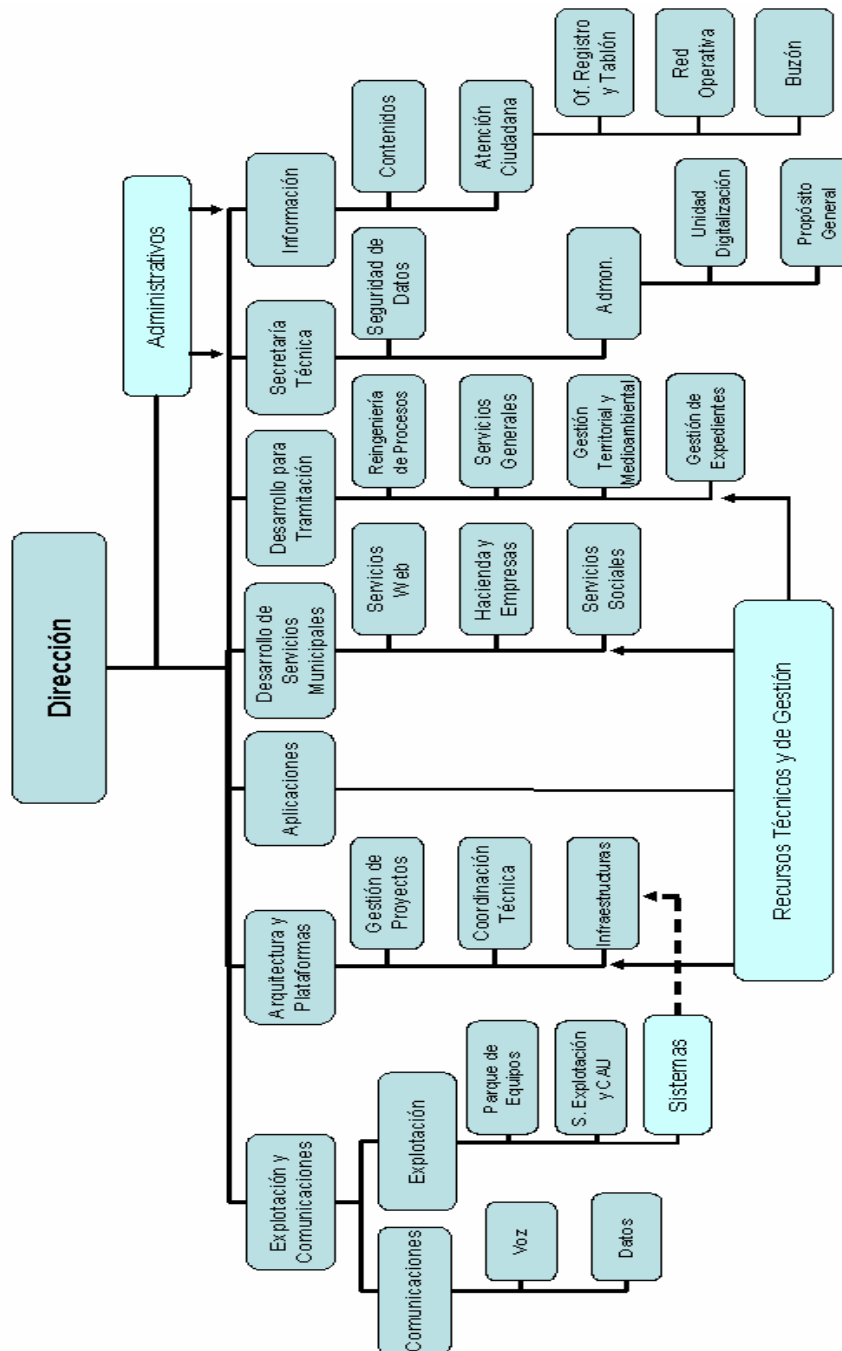 Dirección
Administrativos
Explotación y
Comunicaciones
Arquitectura y
Plataformas
Aplicaciones
Desarrollo de
Servicios
Municipales
Desarrollo para
Tramitación
Secretaría
Técnica
Información
Comunicaciones
Explotación
Gestión de
Proyectos
Servicios
Web
Reingeniería
de Procesos
Seguridad de
Datos
Contenidos
Voz
Parque de
Equipos
Coordinación
Técnica
Hacienda y
Empresas
Servicios
Generales
Atención
Ciudadana
Datos
S. Explotación
y CAU
Infraestructuras
Servicios
Sociales
Gestión
Territorial y
Medioambiental
Admon.
Of. Registro
y Tablón
Sistemas
Gestión de
Expedientes
Unidad
Digitalización
Red
Operativa
Recursos Técnicos y de Gestión
Propósito
General
Buzón